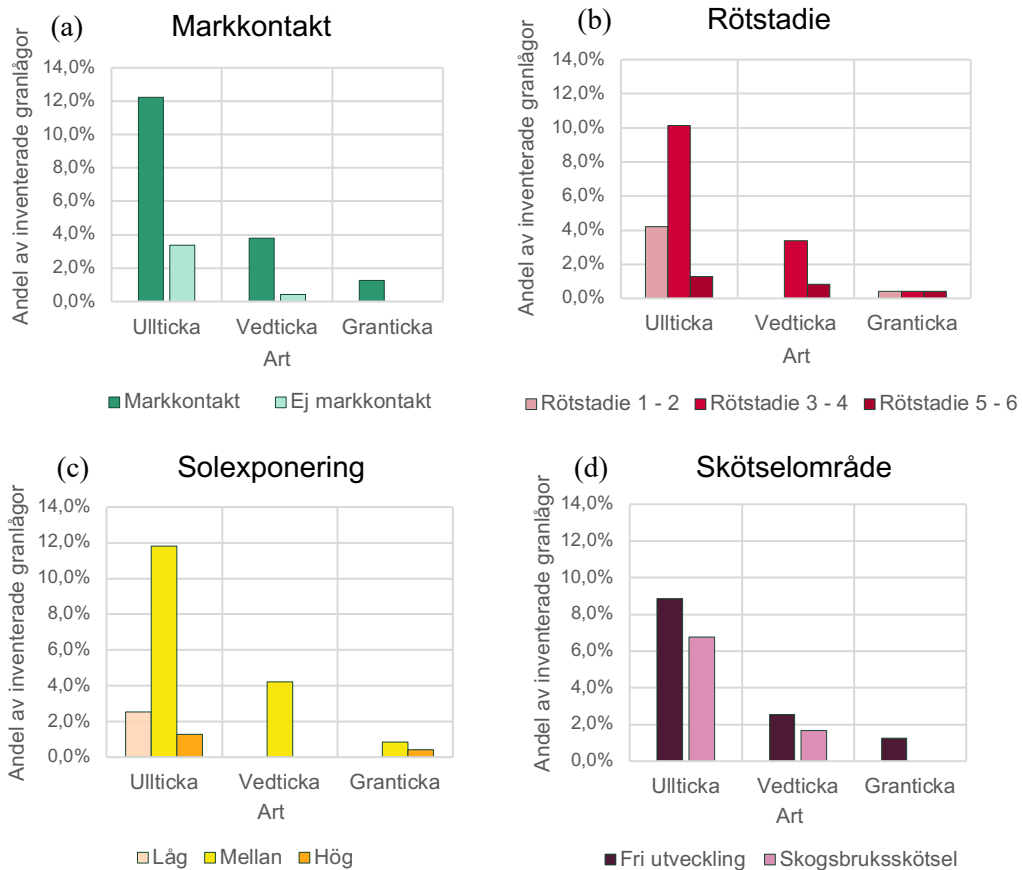 (a) Markkontakt
Andel av inventerade granlågor
14,0%
12,0%
10,0%
8,0%
6,0%
4,0%
2,0%
0,0%
Ullticka Vedticka Granticka
Art
Markkontakt Ej markkontakt
(b) Rötstadie
Andel av inventerade granlågor
14,0%
12,0%
10,0%
8,0%
6,0%
4,0%
2,0%
0,0%
Ullticka Vedticka Granticka
Art
Rötstadie 1 - 2 Rötstadie 3 - 4 Rötstadie 5 - 6
(c) Solexponering
Andel av inventerade granlågor
14,0%
12,0%
10,0%
8,0%
6,0%
4,0%
2,0%
0,0%
Ullticka Vedticka Granticka
Art
Låg Mellan Hög
(d) Skötselområde
Andel av inventerade granlågor
14,0%
12,0%
10,0%
8,0%
6,0%
4,0%
2,0%
0,0%
Ullticka Vedticka Granticka
Art
Fri utveckling Skogsbruksskötsel